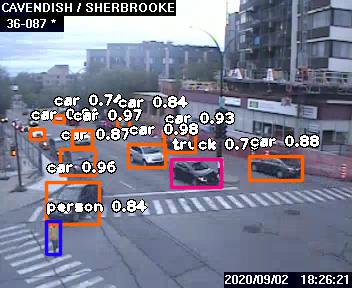 CAVENDISH / SHERBROOKE
36-087 *
car 0.74
car 0.84
car 0.97
car 0.93
car 0.87
car 0.98
truck 0.79
car 0.88
car 0.96
person 0.84
2020/09/02 18:26:21